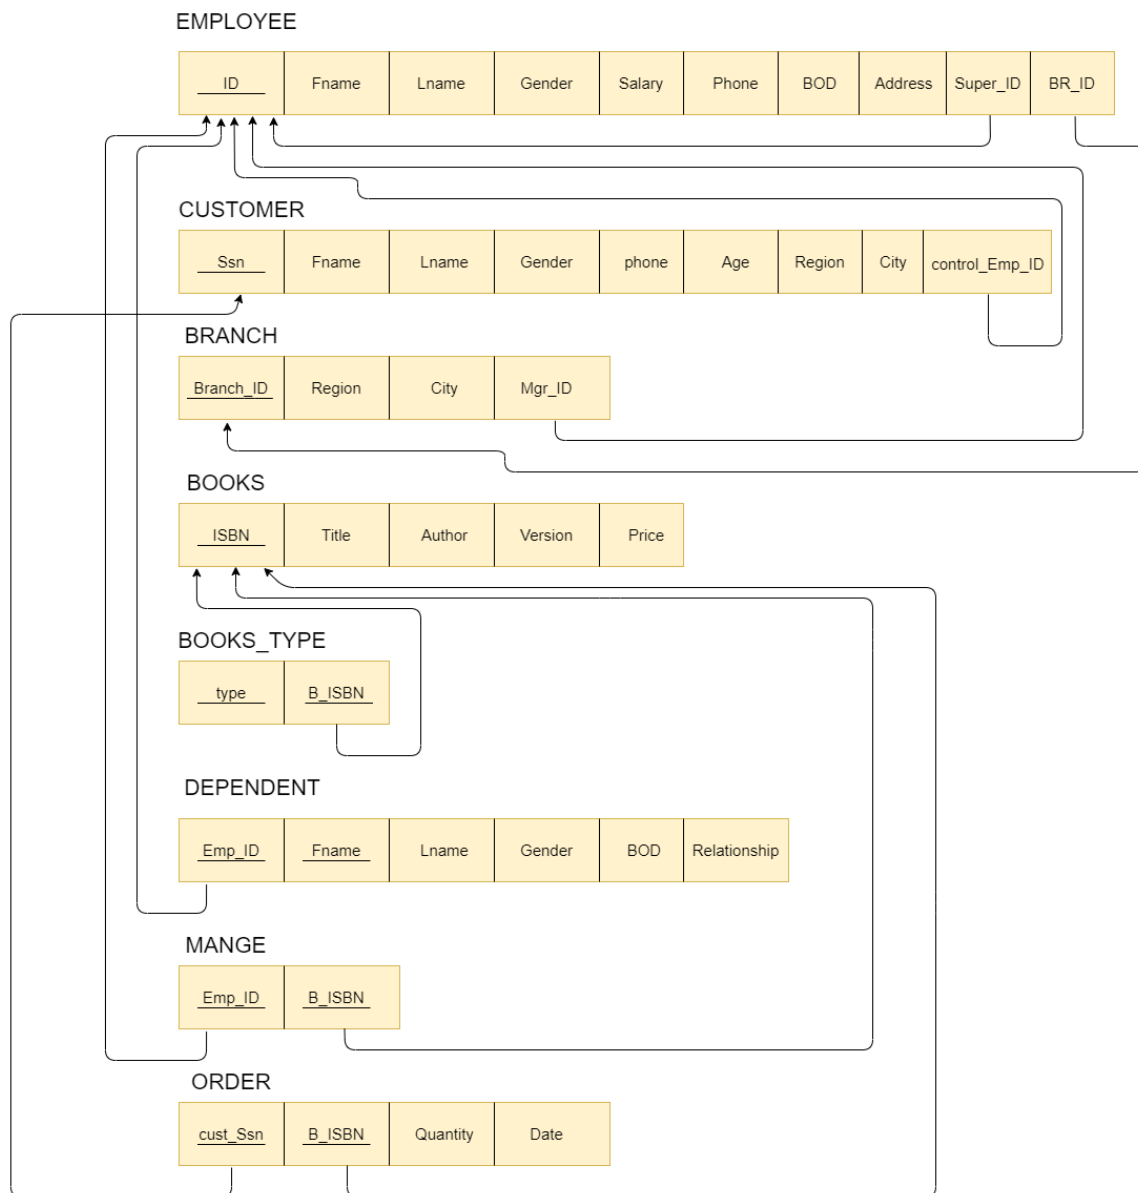 EMPLOYEE
ID Fname Lname Gender Salary Phone BOD Address Super_ID BR_ID
CUSTOMER
Ssn Fname Lname Gender phone Age Region City control_Emp_ID
BRANCH
Branch_ID Region City Mgr_ID
BOOKS
ISBN Title Author Version Price
BOOKS_TYPE
type B_ISBN
DEPENDENT
Emp_ID Fname Lname Gender BOD Relationship
MANGE
Emp_ID B_ISBN
ORDER
cust_Ssn B_ISBN Quantity Date